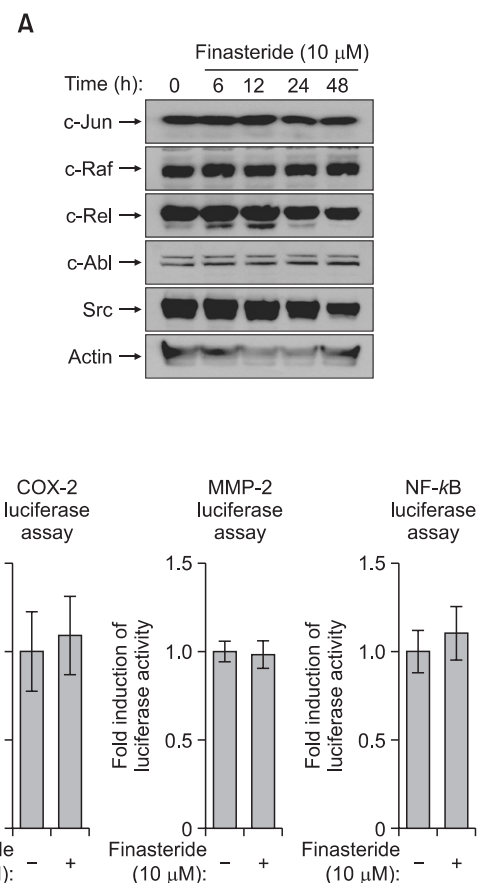 A
Finasteride (10 μM)
Time (h): 0 6 12 24 48
c-Jun
c-Raf
c-Rel
c-Abl
Src
Actin
COX-2
luciferase
assay
MMP-2
luciferase
assay
NF-kB
luciferase
assay
Fold induction of
luciferase activity
1.5
1.0
0.5
0
Finasteride
(10 μM):
− +
Fold induction of
luciferase activity
1.5
1.0
0.5
0
Finasteride
(10 μM):
− +
− +